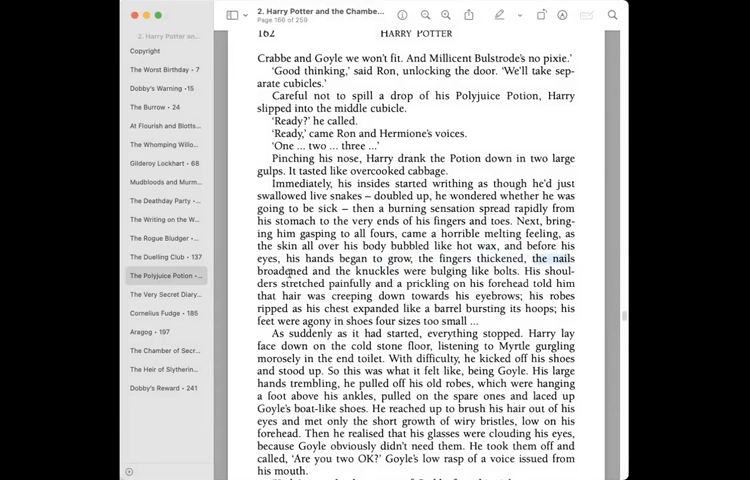 2. Harry Potter and the Chambe...
Page 166 of 259
2. Harry Potter an...
Copyright
The Worst Birthday • 7
Dobby's Warning •15
The Burrow • 24
At Flourish and Blotts...
The Whomping Willo...
Gilderoy Lockhart • 68
Mudbloods and Murm...
The Deathday Party •...
The Writing on the W...
The Rogue Bludger •...
The Duelling Club • 137
The Polyjuice Potion •...
The Very Secret Diary...
Cornelius Fudge • 185
Aragog • 197
The Chamber of Secr...
The Heir of Slytherin...
Dobby's Reward • 241
162 HARRY POTTER
Crabbe and Goyle we won't fit. And Millicent Bulstrode's no pixie.'
'Good thinking,' said Ron, unlocking the door. 'We'll take sep-
arate cubicles.'
Careful not to spill a drop of his Polyjuice Potion, Harry
slipped into the middle cubicle.
'Ready?' he called.
'Ready,' came Ron and Hermione's voices.
'One ... two ... three ...'
Pinching his nose, Harry drank the Potion down in two large
gulps. It tasted like overcooked cabbage.
Immediately, his insides started writhing as though he'd just
swallowed live snakes – doubled up, he wondered whether he was
going to be sick – then a burning sensation spread rapidly from
his stomach to the very ends of his fingers and toes. Next, bring-
ing him gasping to all fours, came a horrible melting feeling, as
the skin all over his body bubbled like hot wax, and before his
eyes, his hands began to grow, the fingers thickened, the nails
broadened and the knuckles were bulging like bolts. His shoul-
ders stretched painfully and a prickling on his forehead told him
that hair was creeping down towards his eyebrows; his robes
ripped as his chest expanded like a barrel bursting its hoops; his
feet were agony in shoes four sizes too small ...
As suddenly as it had started, everything stopped. Harry lay
face down on the cold stone floor, listening to Myrtle gurgling
morosely in the end toilet. With difficulty, he kicked off his shoes
and stood up. So this was what it felt like, being Goyle. His large
hands trembling, he pulled off his old robes, which were hanging
a foot above his ankles, pulled on the spare ones and laced up
Goyle's boat-like shoes. He reached up to brush his hair out of his
eyes and met only the short growth of wiry bristles, low on his
forehead. Then he realised that his glasses were clouding his eyes,
because Goyle obviously didn't need them. He took them off and
called, 'Are you two OK?' Goyle's low rasp of a voice issued from
his mouth.